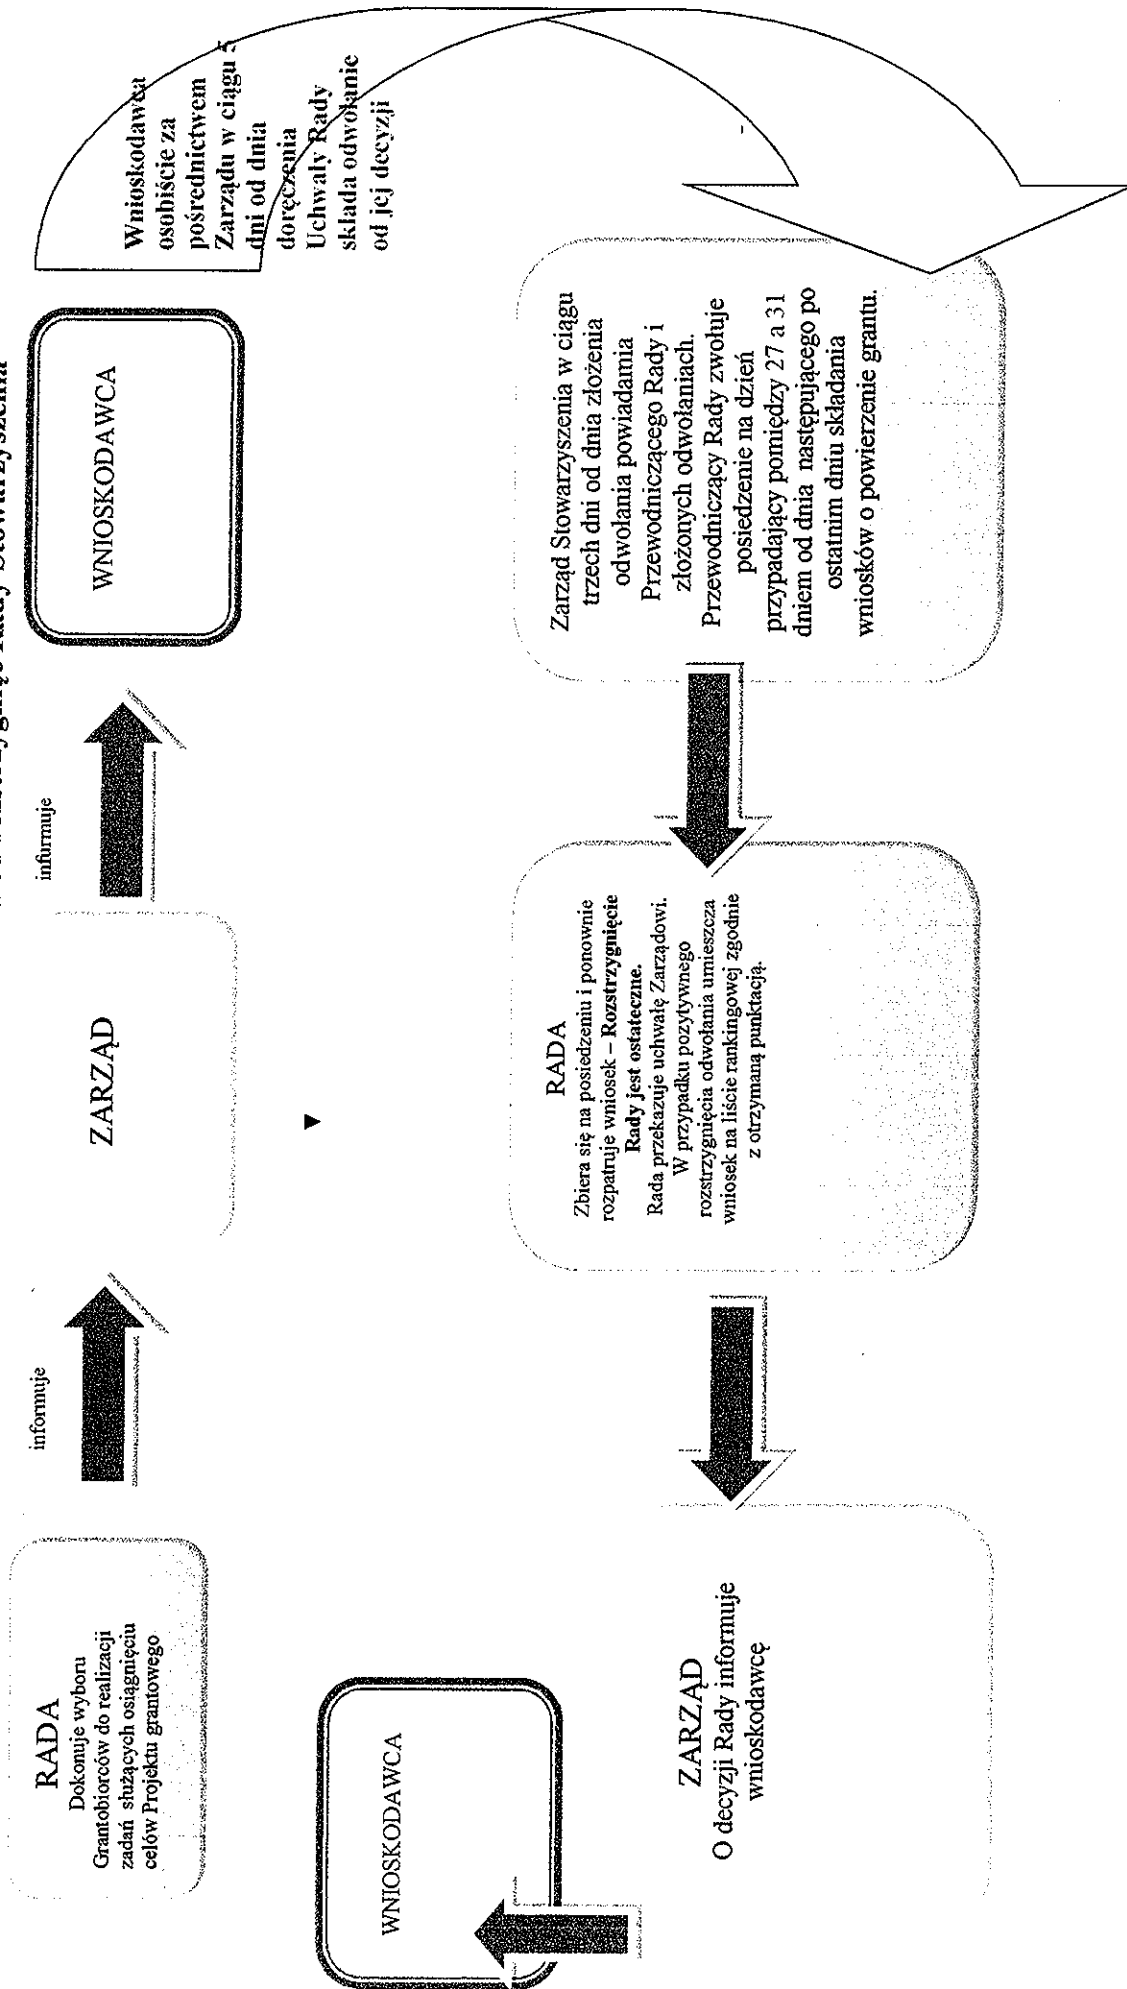 Rady Stowarzyszenia
RADA
Dokonuje wyboru
Grantobiorców do realizacji
zadań służących osiągnięciu
celów Projektu grantowego
informuje
ZARZĄD
informuje
WNIOSKODAWCA
Wnioskodawca
osobiście za
pośrednictwem
Zarządu w ciągu 5
dni od dnia
doręczenia
Uchwały Rady
składa odwołanie
od jej decyzji
Zarząd Stowarzyszenia w ciągu
trzech dni od dnia złożenia
odwołania powiadamia
Przewodniczącego Rady i
złożonych odwołaniach.
Przewodniczący Rady zwołuje
posiedzenie na dzień
przypadający pomiędzy 27 a 31
dniem od dnia następującego po
ostatnim dniu składania
wniosków o powierzenie grantu.
RADA
Zbiera się na posiedzeniu i ponownie
rozpatruje wniosek – Rozstrzygnięcie
Rady jest ostateczne.
Rada przekazuje uchwałę Zarządowi.
W przypadku pozytywnego
rozstrzygnięcia odwołania umieszcza
wniosek na liście rankingowej zgodnie
z otrzymaną punktacją.
ZARZĄD
O decyzji Rady informuje
wnioskodawcę
WNIOSKODAWCA